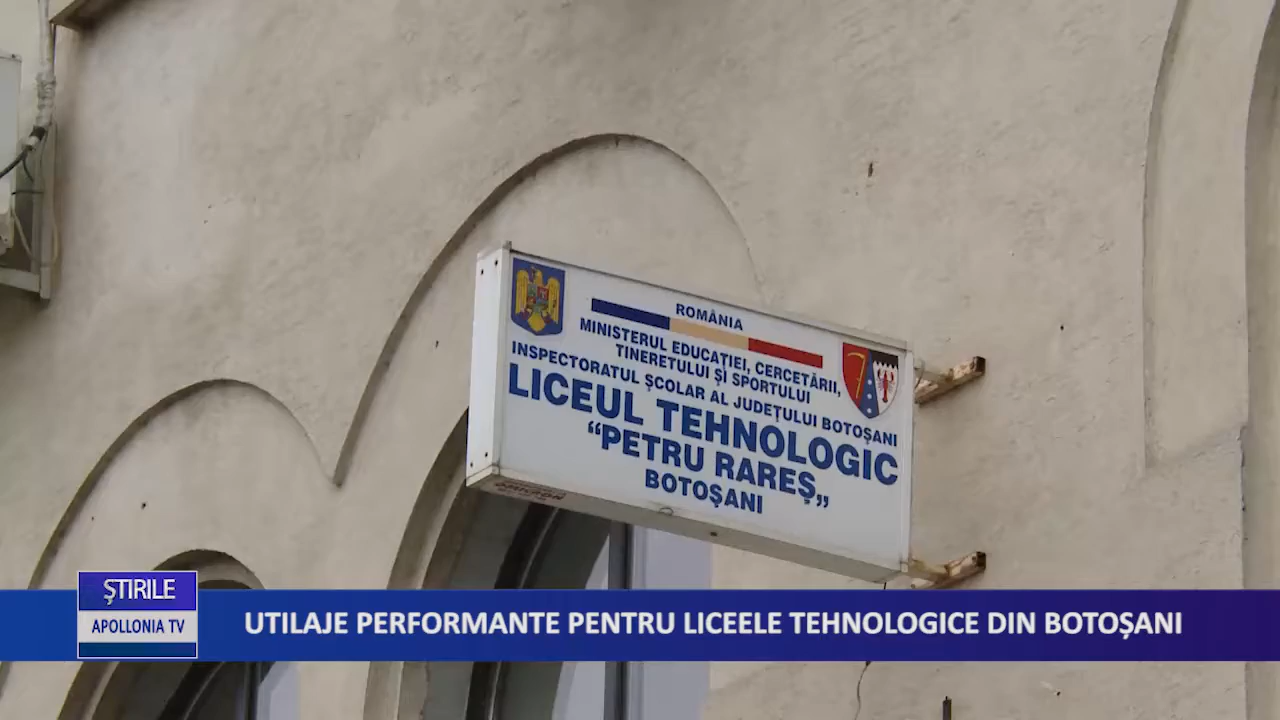 ROMÂNIA
MINISTERUL EDUCAȚIEI, CERCETĂRII,
TINERETULUI ȘI SPORTULUI
INSPECTORATUL ȘCOLAR AL JUDEȚULUI BOTOȘANI
LICEUL TEHNOLOGIC
“PETRU RAREȘ„
BOTOȘANI
OMICRON
ȘTIRILE
APOLLONIA TV
UTILAJE PERFORMANTE PENTRU LICEELE TEHNOLOGICE DIN BOTOȘANI